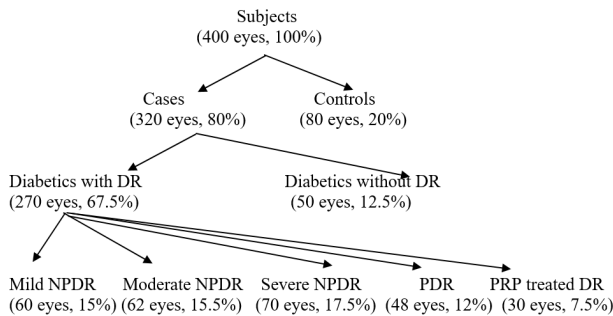 Subjects
(400 eyes, 100%)
Cases
(320 eyes, 80%)
Controls
(80 eyes, 20%)
Diabetics with DR
(270 eyes, 67.5%)
Diabetics without DR
(50 eyes, 12.5%)
Mild NPDR
(60 eyes, 15%)
Moderate NPDR
(62 eyes, 15.5%)
Severe NPDR
(70 eyes, 17.5%)
PDR
(48 eyes, 12%)
PRP treated DR
(30 eyes, 7.5%)